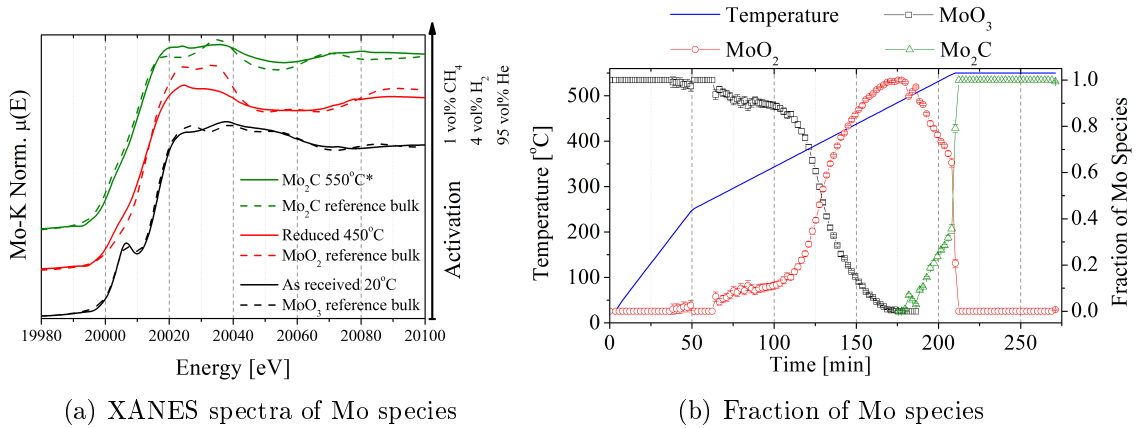 Mo-K Norm. μ(E)
Mo₂C 550°C*
Mo₂C reference bulk
Reduced 450°C
MoO₂ reference bulk
As received 20°C
MoO₃ reference bulk
19980 20000 20020 20040 20060 20080 20100
Energy [eV]
1 vol% CH₄
4 vol% H₂
95 vol% He
Activation
(a) XANES spectra of Mo species
Temperature
MoO₃
MoO₂
Mo₂C
Temperature [°C]
500
400
300
200
100
0
0 50 100 150 200 250
Time [min]
1.0
0.8
0.6
0.4
0.2
0.0
Fraction of Mo Species
(b) Fraction of Mo species